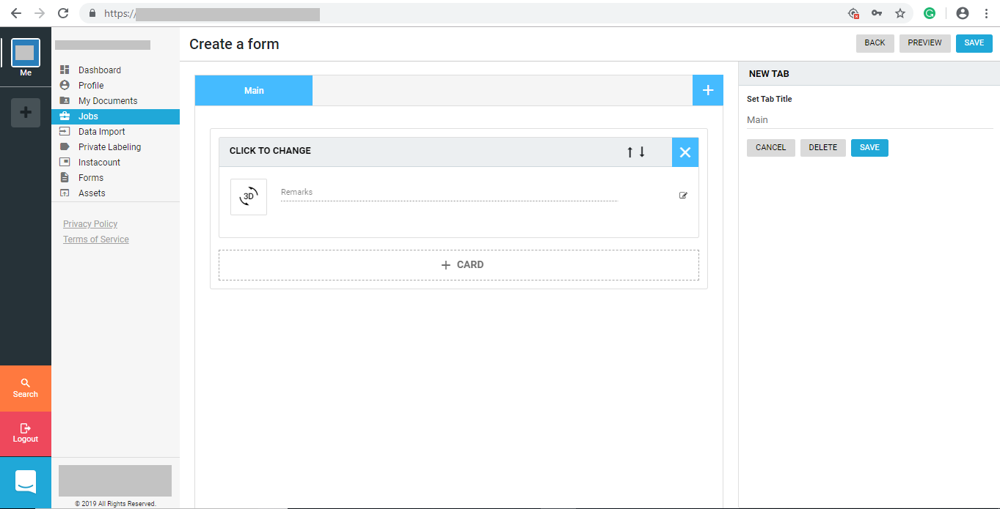 https://
Me
Dashboard
Profile
My Documents
Jobs
Data Import
Private Labeling
Instacount
Forms
Assets
Privacy Policy
Terms of Service
Search
Logout
© 2019 All Rights Reserved.
Create a form
BACK
PREVIEW
SAVE
Main
CLICK TO CHANGE
3D
Remarks
CARD
NEW TAB
Set Tab Title
Main
CANCEL
DELETE
SAVE